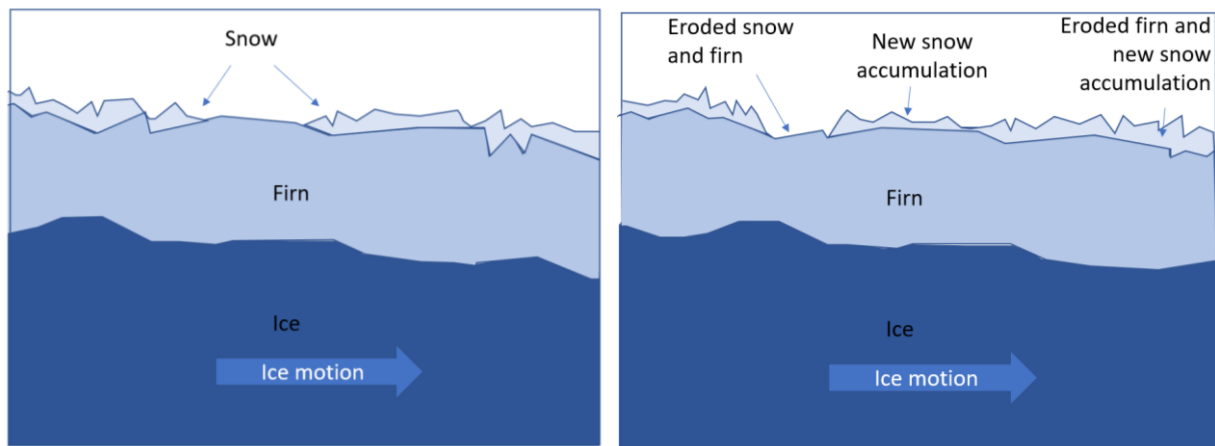 Snow
Firn
Ice
Ice motion
Eroded snow
and firn
New snow
accumulation
Eroded firn and
new snow
accumulation
Firn
Ice
Ice motion